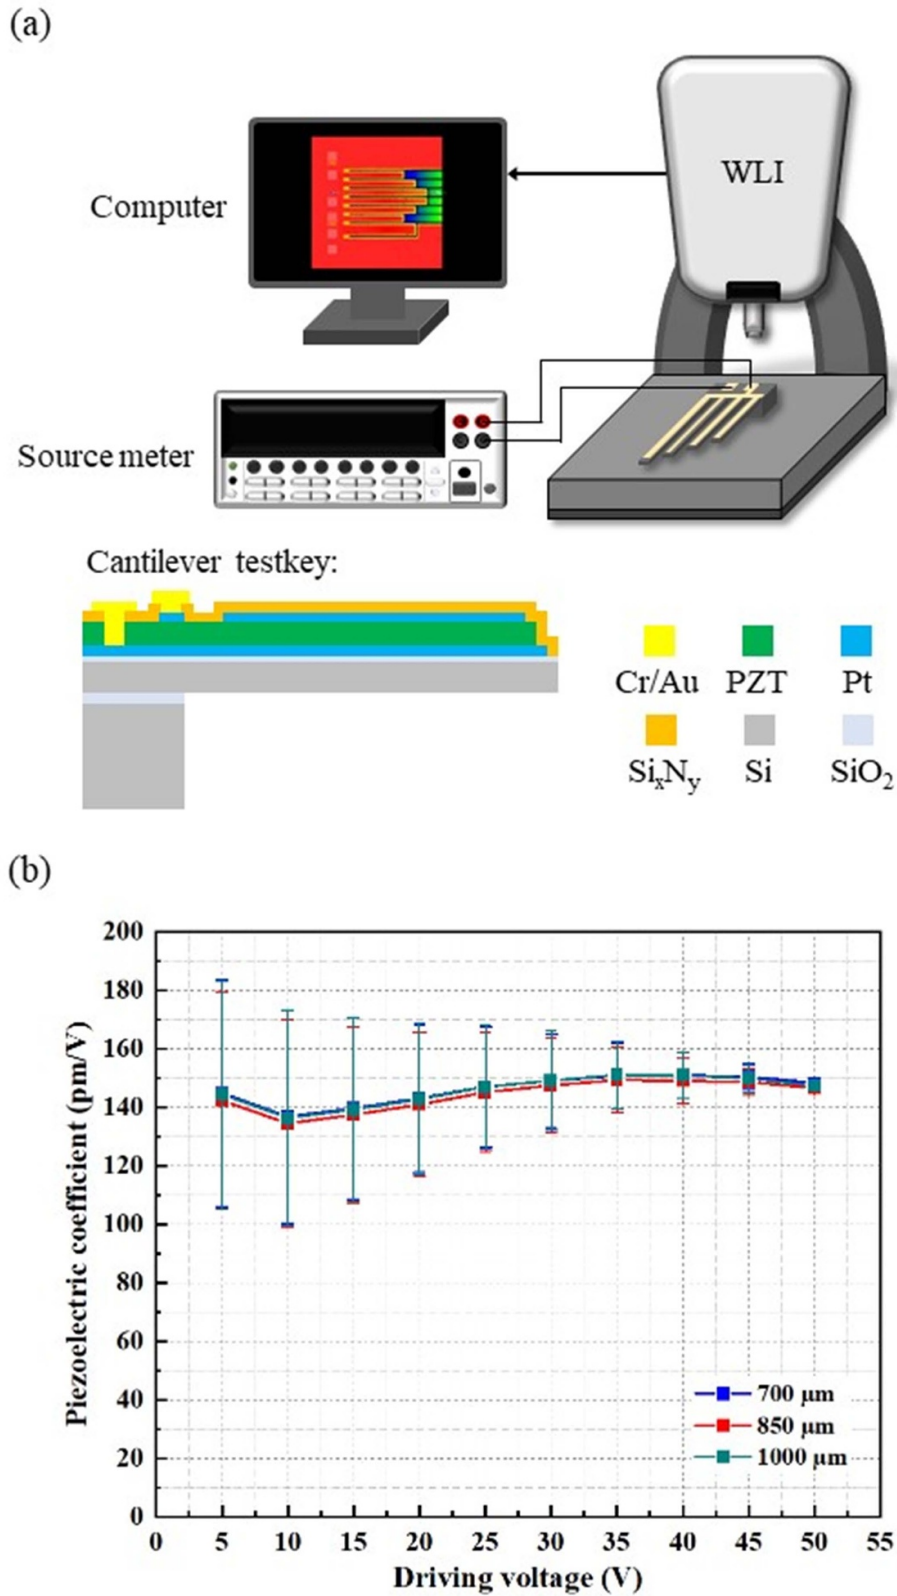 (a)
WLI
Computer
Source meter
Cantilever testkey:
Cr/Au PZT Pt
SixNy Si SiO2
(b)
200
180
160
140
120
100
80
60
40
20
0
Piezoelectric coefficient (pm/V)
700 µm
850 µm
1000 µm
0 5 10 15 20 25 30 35 40 45 50 55
Driving voltage (V)